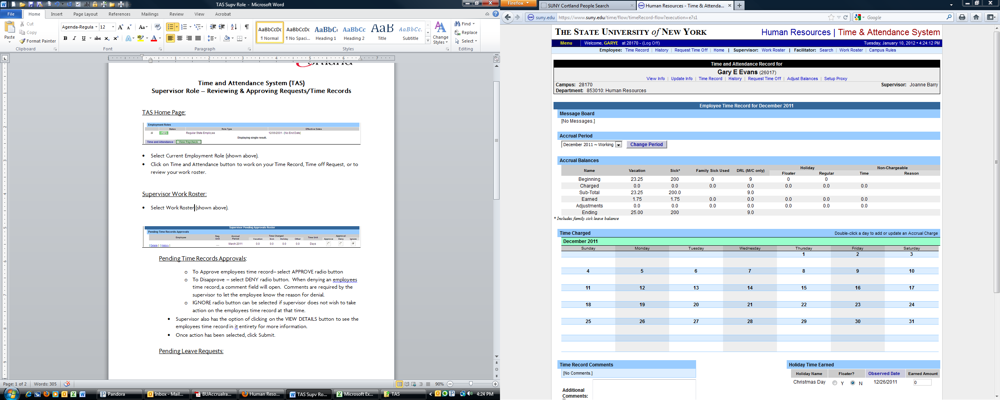 TAS Supv Role - Microsoft Word
File Home Insert Page Layout References Mailings Review View Acrobat
Paste
Cut
Copy
Format Painter
Clipboard
Agenda-Regula 12
Font
Paragraph
AaBbCcDc AaBbCcDc AaBbC AaBbCc AaB AaBbCc.
¶ Normal ¶ No Spaci... Heading 1 Heading 2 Title Subtitle
Change Styles
Styles
Find
Replace
Select
Editing
Time and Attendance System (TAS)
Supervisor Role – Reviewing & Approving Requests/Time Records
TAS Home Page:
Employment Roles
Status Role Type Effective Dates
Current Regular State Employee 12/06/2001 - [No End Date]
Displaying single result.
Time and Attendance View Paycheck
• Select Current Employment Role (shown above).
• Click on Time and Attendance button to work on your Time Record, Time off Request, or to
review your work roster.
Supervisor Work Roster:
• Select Work Roster (shown above).
Supervisor Pending Approvals Roster
Pending Time Records Approvals
Employee Neg. Unit Accrual Period Time Charged Time Unit Approval
Vacation Sick Holiday Other Approve Deny Ignore
[ Details ] [ History ] --- March 2011 0.0 0.0 0.0 0.0 Days
Pending Time Records Approvals:
o To Approve employees time record– select APPROVE radio button
o To Disapprove – select DENY radio button. When denying an employees
time record, a comment field will open. Comments are required by the
supervisor to let the employee know the reason for denial.
o IGNORE radio button can be selected if supervisor does not wish to take
action on the employees time record at that time.
• Supervisor also has the option of clicking on the VIEW DETAILS button to see the
employees time record in it entirety for more information.
• Once action has been selected, click Submit.
Pending Leave Requests:
Page: 1 of 2 Words: 305 90%
Pandora Inbox - Mail... BUAccrualra... Human Reso... TAS Supv Ro... Microsoft Ex... TAS 4:24 PM
Firefox
SUNY Cortland People Search
Human Resources - Time & Attenda...
suny.edu https://www.suny.edu/time/flow/timeRecord-flow?execution=e7s1
Google
THE STATE UNIVERSITY of NEW YORK
Human Resources | Time & Attendance System
Menu Welcome, GARYE at 28170 - (Log Off) Tuesday, January 10, 2012 • 4:24:12 PM
Employee: Time Record | History | Request Time Off | Home | Supervisor: Work Roster | Facilitator: Search | Work Roster | Campus Rules
Time and Attendance Record for
Gary E Evans (26017)
View Info | Update Info | Time Record | History | Request Time Off | Adjust Balances | Setup Proxy
Campus: 28170 Supervisor: Joanne Barry
Department: 853010: Human Resources
Employee Time Record for December 2011
Message Board
[No Messages.]
Accrual Period
December 2011 ~ Working Change Period
Accrual Balances
Name Vacation Sick* Family Sick Used DRL (M/C only) Holiday Non-Chargeable
Floater Regular Time Reason
Beginning 23.25 200 0 9 0 0
Charged 0.0 0.0 0.0 0.0 0.0 0.0 0.0
Sub-Total 23.25 200.0 9.0
Earned 1.75 1.75 0.0 0.0 0.0 0.0 0.0
Adjustments 0.0 0.0 0.0 0.0 0.0 0.0 0.0
Ending 25.00 200 9.0
* Includes family sick leave balance
Time Charged Double-click a day to add or update an Accrual Charge
December 2011
Sunday Monday Tuesday Wednesday Thursday Friday Saturday
1 2 3
4 5 6 7 8 9 10
11 12 13 14 15 16 17
18 19 20 21 22 23 24
25 26 27 28 29 30 31
Time Record Comments
[No Comments.]
Additional
Comments:
Holiday Time Earned
Holiday Name Floater? Observed Date Earned Amount
Christmas Day Y N 12/26/2011 0